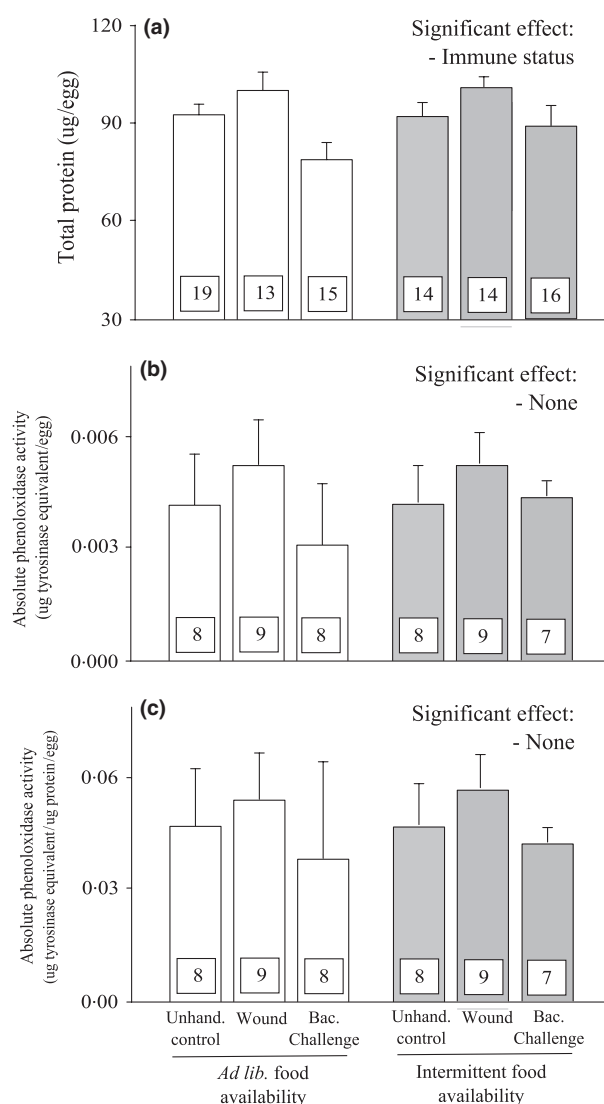 (a)
Significant effect:
- Immune status
Total protein (ug/egg)
120
90
60
30
19
13
15
14
14
16
(b)
Significant effect:
- None
Absolute phenoloxidase activity
(ug tyrosinase equivalent/egg)
0·006
0·003
0·000
8
9
8
8
9
7
(c)
Significant effect:
- None
Absolute phenoloxidase activity
(ug tyrosinase equivalent/ug protein/egg)
0·06
0·03
0·00
8
9
8
8
9
7
Unhand.
control
Wound
Bac.
Challenge
Unhand.
control
Wound
Bac.
Challenge
Ad lib. food
availability
Intermittent food
availability